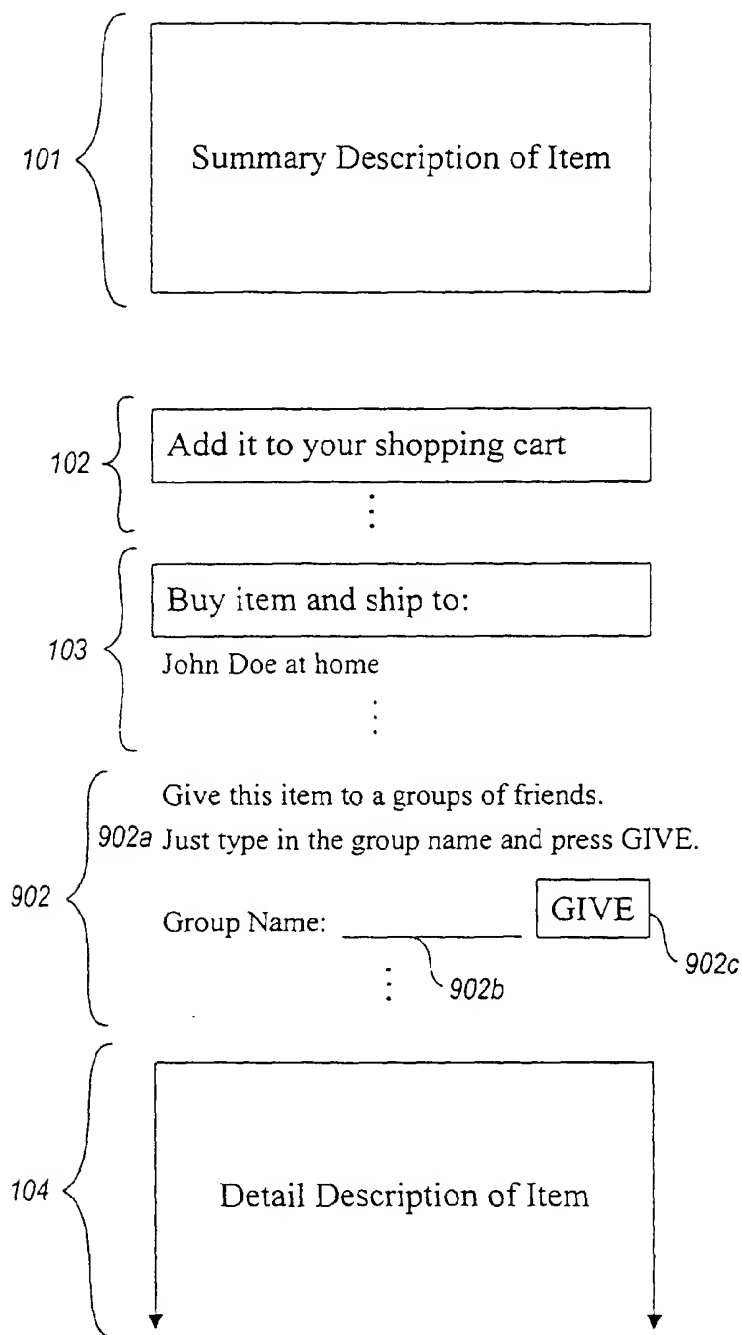 101
Summary Description of Item
102
Add it to your shopping cart
103
Buy item and ship to:
John Doe at home
902
Give this item to a groups of friends.
902a Just type in the group name and press GIVE.
Group Name: ____________ GIVE
902b
902c
104
Detail Description of Item